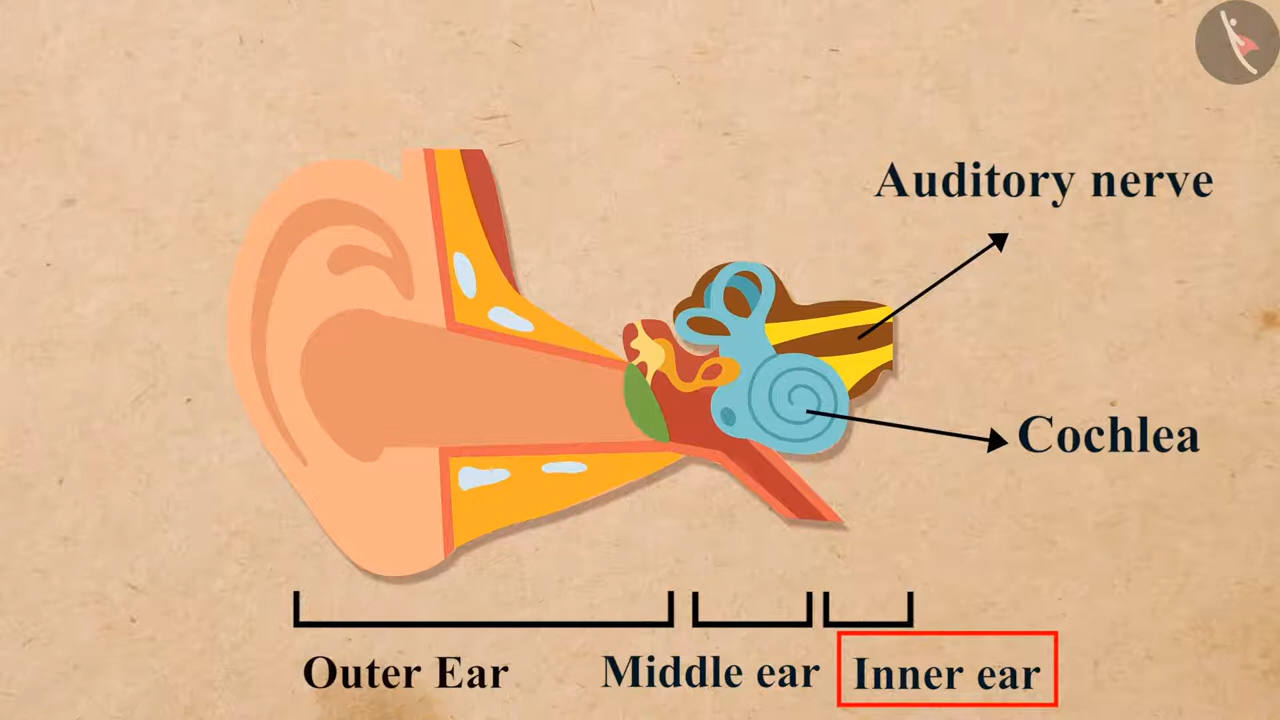 Auditory nerve
Cochlea
Outer Ear
Middle ear
Inner ear